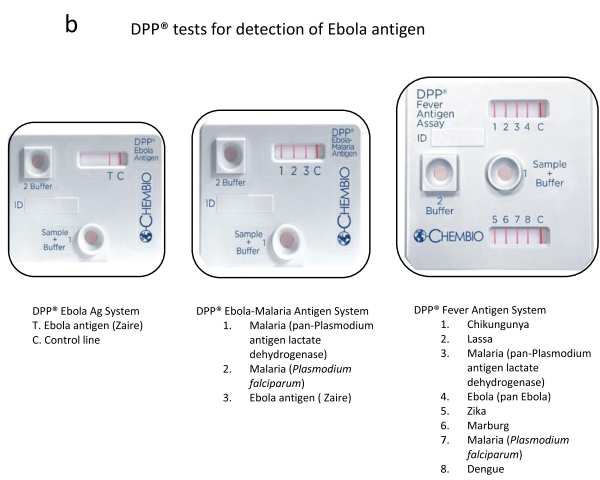 b
DPP® tests for detection of Ebola antigen
DPP®
Ebola
Antigen
T C
2 Buffer
ID
Sample
+
Buffer
1
CHEMBIO
DPP®
Ebola-
Malaria
Antigen
1 2 3 C
2 Buffer
ID
Sample
+
Buffer
1
CHEMBIO
DPP®
Fever
Antigen
Assay
1 2 3 4 C
ID
2
Buffer
1
Sample
+
Buffer
CHEMBIO
5 6 7 8 C
DPP® Ebola Ag System
T. Ebola antigen (Zaire)
C. Control line
DPP® Ebola-Malaria Antigen System
1. Malaria (pan-Plasmodium
antigen lactate
dehydrogenase)
2. Malaria (Plasmodium
falciparum)
3. Ebola antigen ( Zaire)
DPP® Fever Antigen System
1. Chikungunya
2. Lassa
3. Malaria (pan-Plasmodium
antigen lactate
dehydrogenase)
4. Ebola (pan Ebola)
5. Zika
6. Marburg
7. Malaria (Plasmodium
falciparum)
8. Dengue